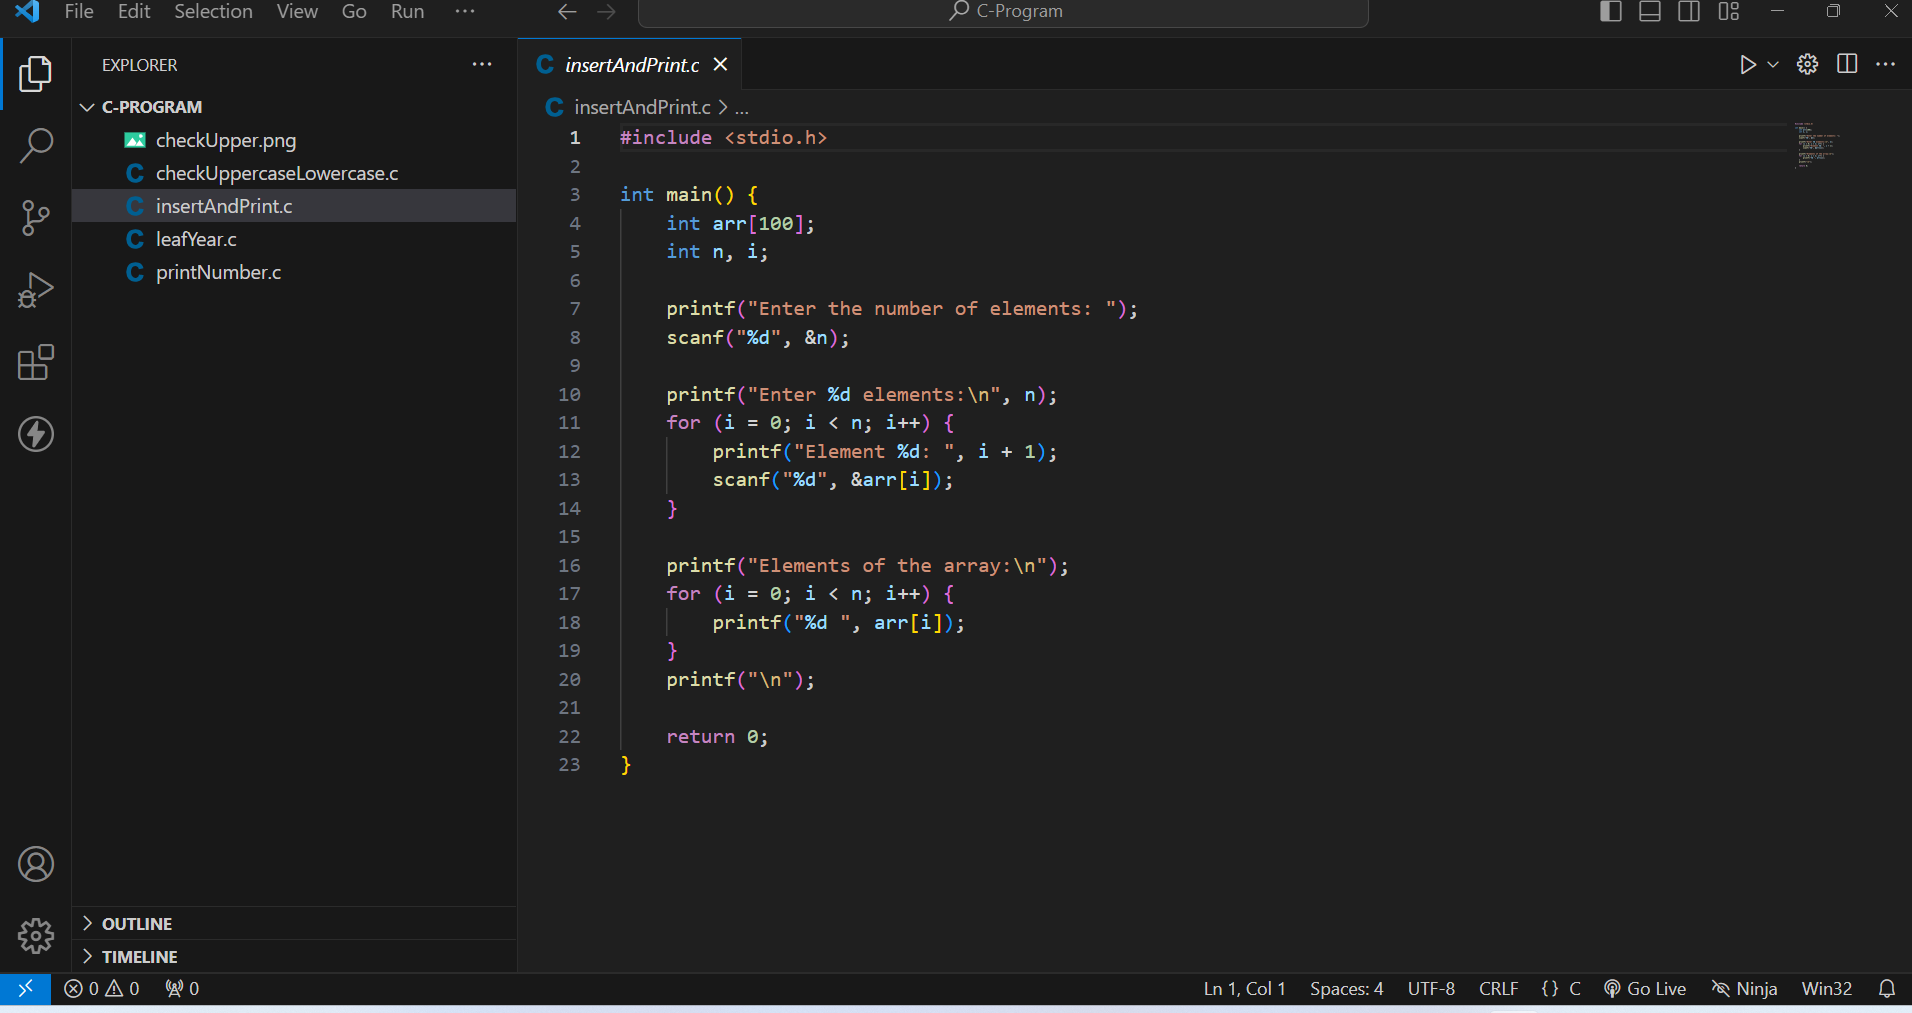 File Edit Selection View Go Run ... C-Program
EXPLORER
C-PROGRAM
checkUpper.png
checkUppercaseLowercase.c
insertAndPrint.c
leafYear.c
printNumber.c
OUTLINE
TIMELINE
insertAndPrint.c
insertAndPrint.c > ...
1 #include <stdio.h>
2
3 int main() {
4     int arr[100];
5     int n, i;
6
7     printf("Enter the number of elements: ");
8     scanf("%d", &n);
9
10     printf("Enter %d elements:\n", n);
11     for (i = 0; i < n; i++) {
12         printf("Element %d: ", i + 1);
13         scanf("%d", &arr[i]);
14     }
15
16     printf("Elements of the array:\n");
17     for (i = 0; i < n; i++) {
18         printf("%d ", arr[i]);
19     }
20     printf("\n");
21
22     return 0;
23 }
0 0 0 Ln 1, Col 1 Spaces: 4 UTF-8 CRLF {} C Go Live Ninja Win32